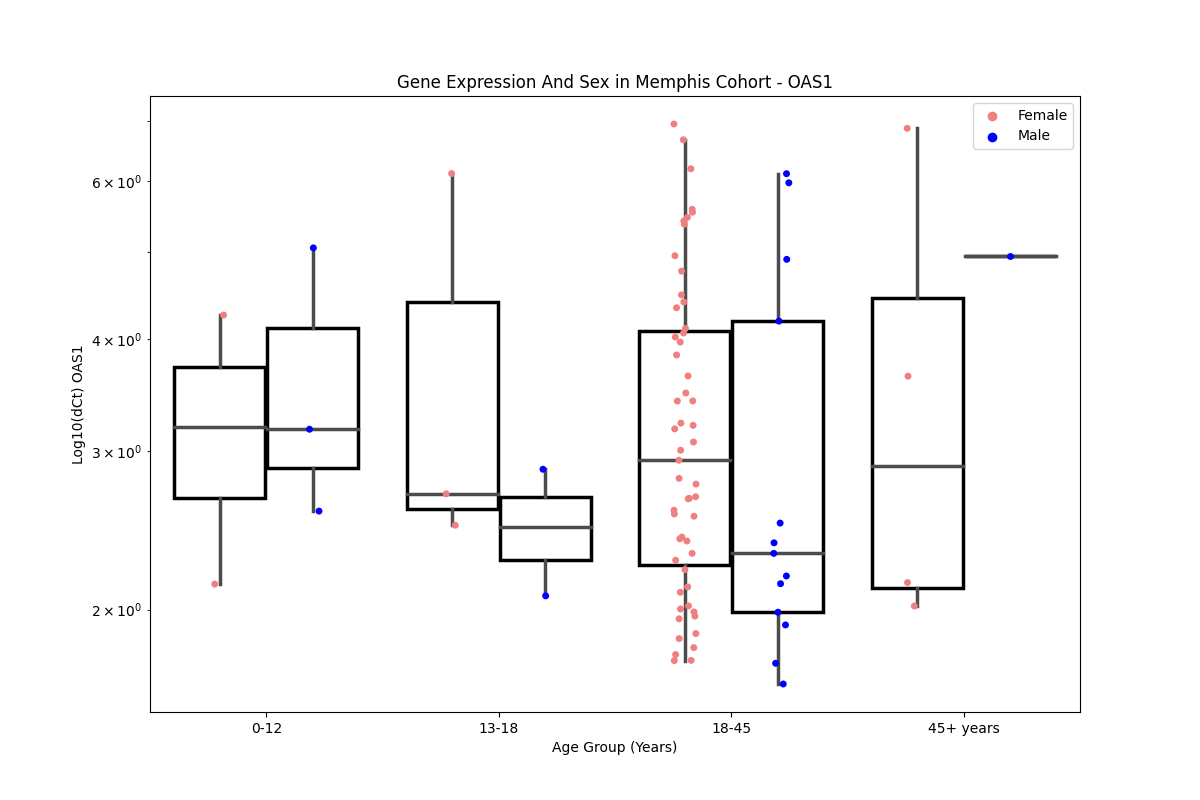 Gene Expression And Sex in Memphis Cohort - OAS1
Female
Male
Log10(dCt) OAS1
6 × 10⁰
4 × 10⁰
3 × 10⁰
2 × 10⁰
0-12
13-18
18-45
45+ years
Age Group (Years)